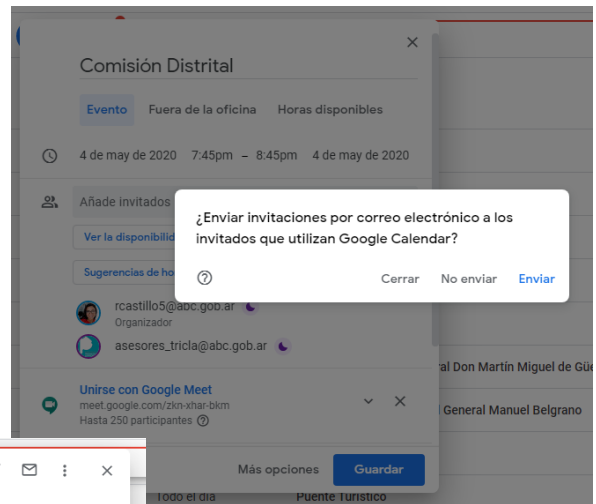 Comisión Distrital
Evento Fuera de la oficina Horas disponibles
4 de may de 2020 7:45pm – 8:45pm 4 de may de 2020
Añade invitados
¿Enviar invitaciones por correo electrónico a los
invitados que utilizan Google Calendar?
Cerrar No enviar Enviar
Ver la
Sugerencias de
rcastillo5@abc.gob.ar
Organizador
asesores_tricla@abc.gob.ar
Unirse con Google Meet
meet.google.com/zkn-xhar-bkm
Hasta 250 participantes
Más opciones Guardar
Don Martín Miguel de
General Manuel Belgrano
Todo el día Puente Turístico